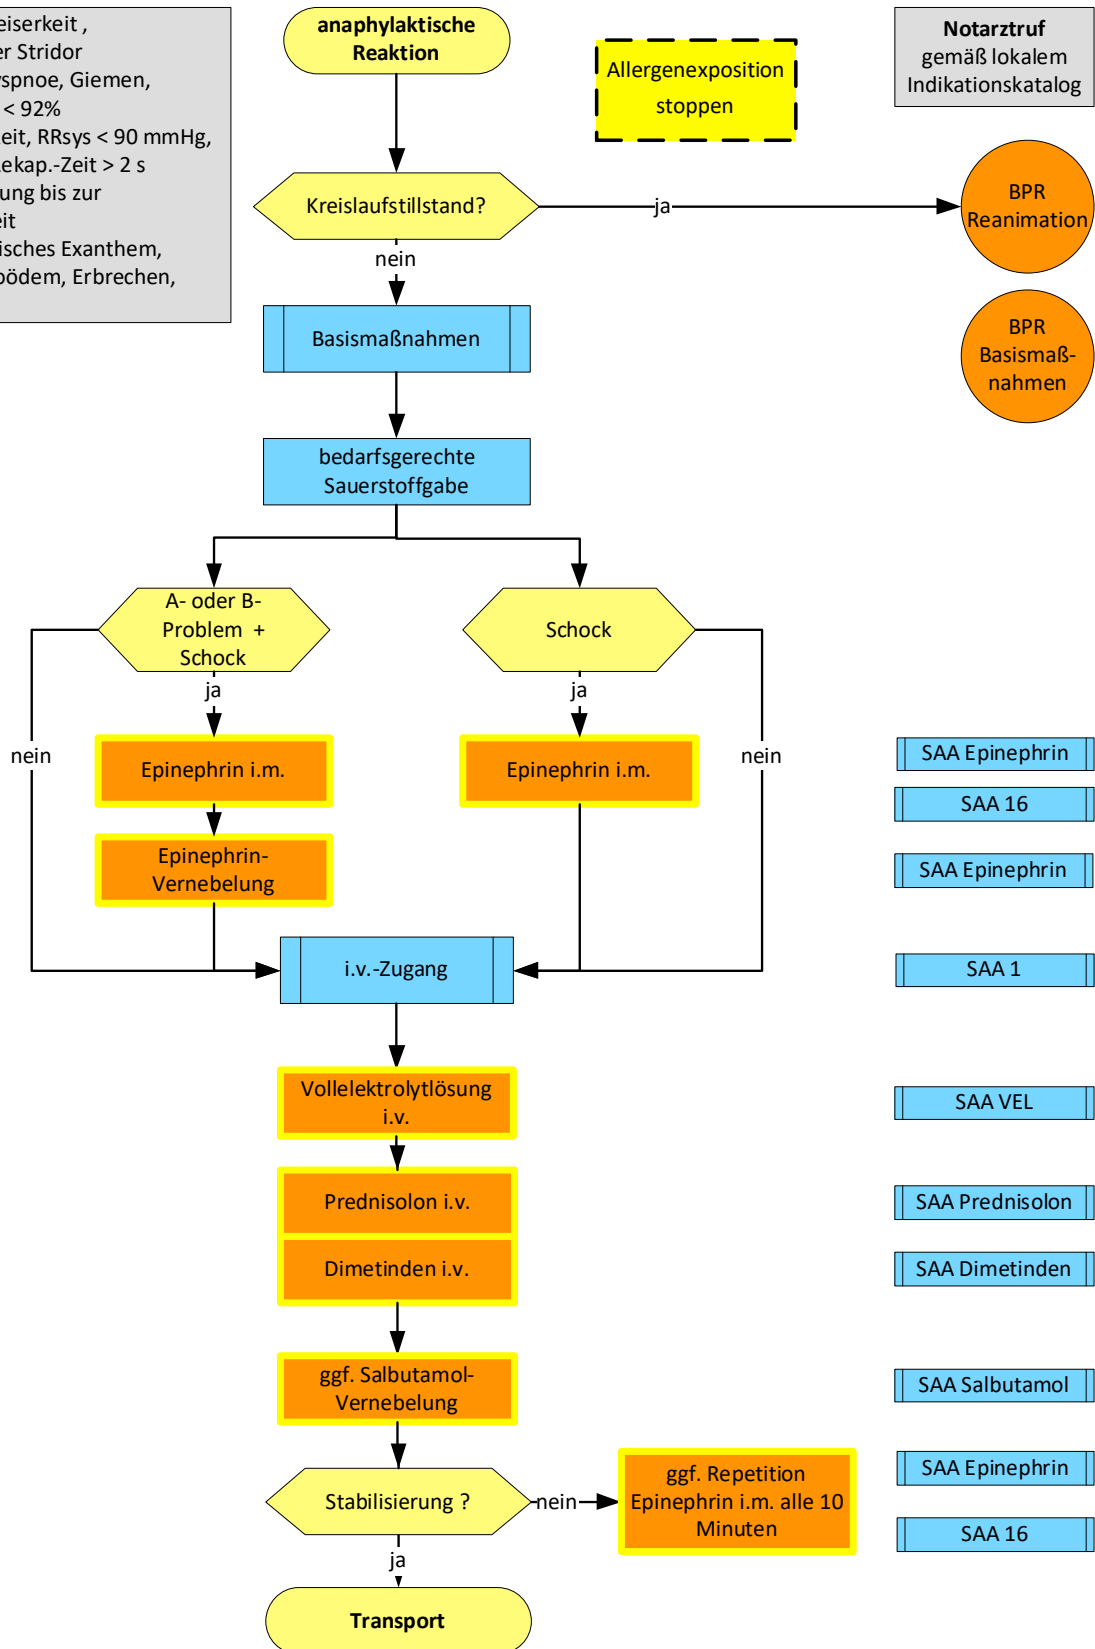 eiserkeit ,
er Stridor
yspnoe, Giemen,
< 92%
eit, RRsys < 90 mmHg,
ekap.-Zeit > 2 s
ung bis zur
eit
isches Exanthem,
oödem, Erbrechen,
anaphylaktische
Reaktion
Allergenexposition
stoppen
Notarztruf
gemäß lokalem
Indikationskatalog
Kreislaufstillstand?
ja
BPR
Reanimation
nein
Basismaßnahmen
BPR
Basismaß-
nahmen
bedarfsgerechte
Sauerstoffgabe
A- oder B-
Problem +
Schock
Schock
ja
ja
nein
nein
Epinephrin i.m.
Epinephrin i.m.
SAA Epinephrin
SAA 16
Epinephrin-
Vernebelung
SAA Epinephrin
i.v.-Zugang
SAA 1
Vollelektrolytlösung
i.v.
SAA VEL
Prednisolon i.v.
SAA Prednisolon
Dimetinden i.v.
SAA Dimetinden
ggf. Salbutamol-
Vernebelung
SAA Salbutamol
Stabilisierung ?
nein
ggf. Repetition
Epinephrin i.m. alle 10
Minuten
SAA Epinephrin
SAA 16
ja
Transport